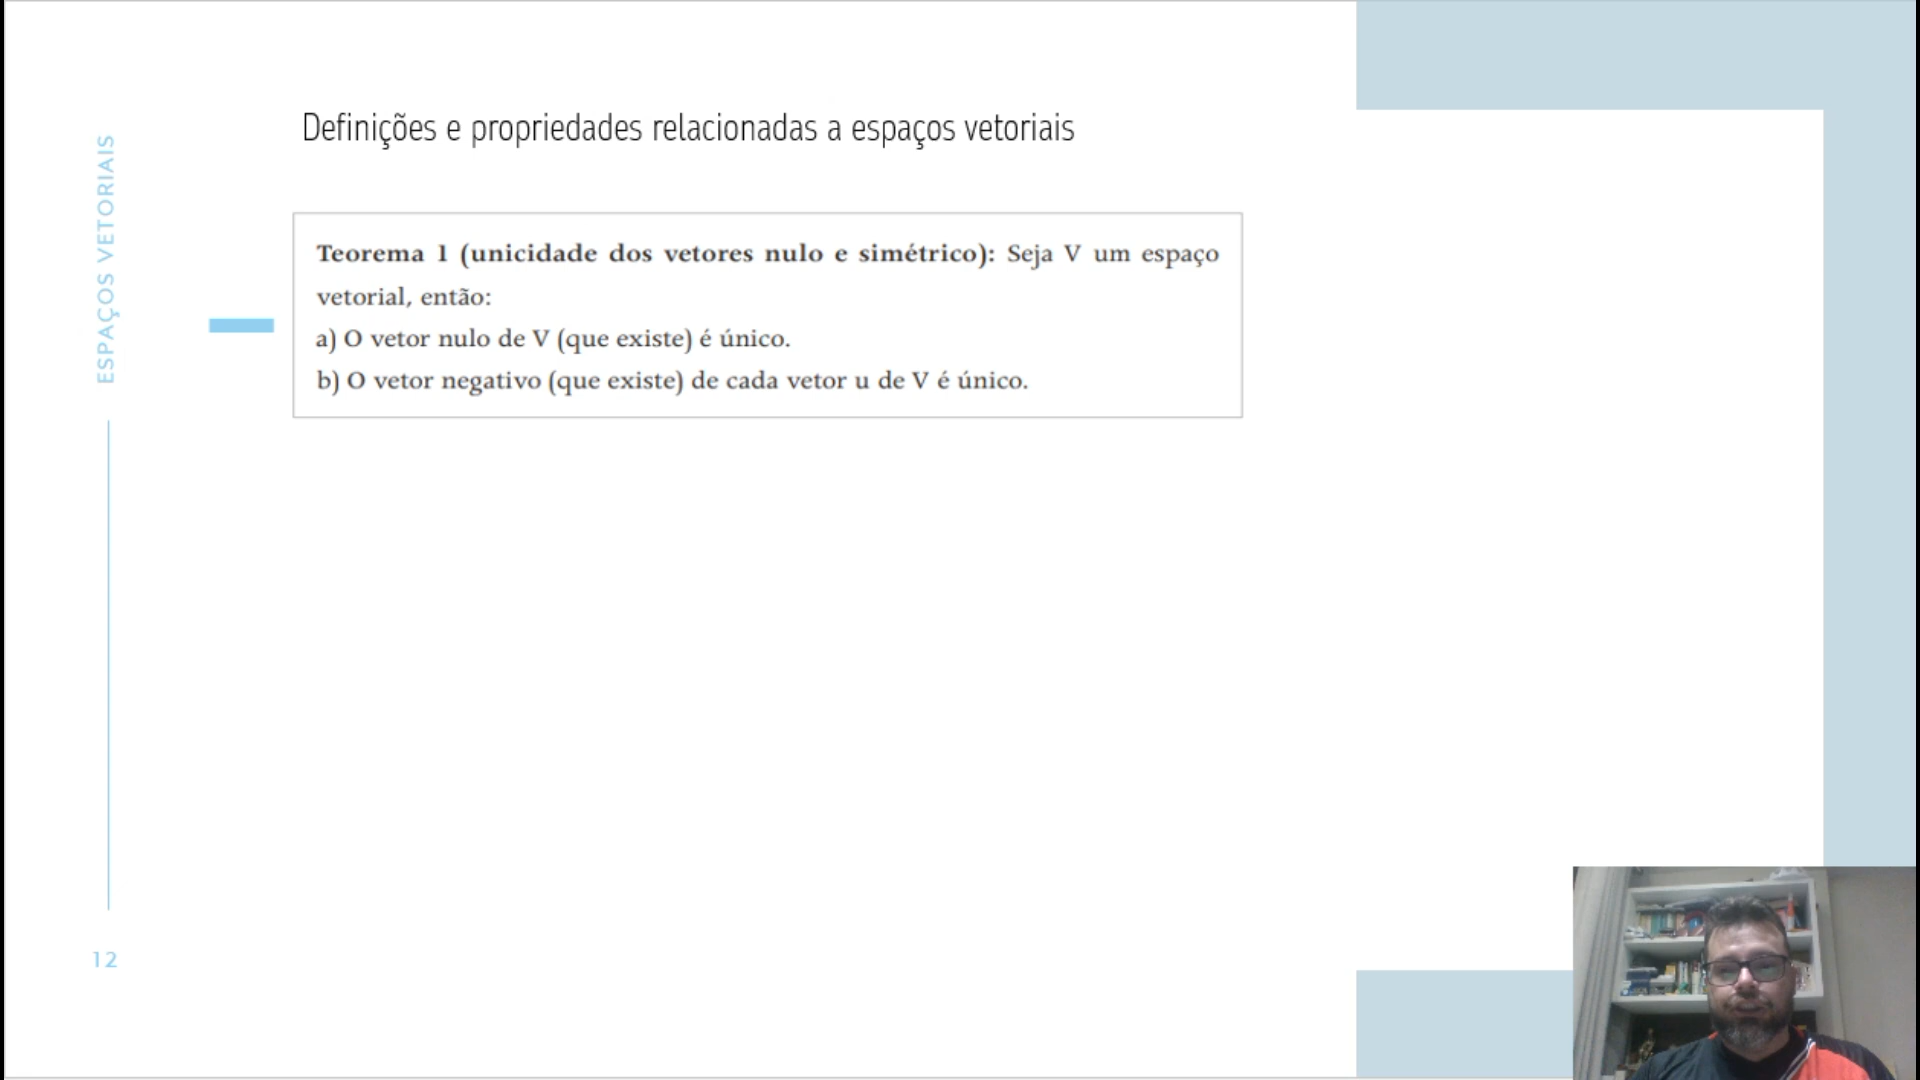 Definições e propriedades relacionadas a espaços vetoriais
ESPAÇOS VETORIAIS
Teorema 1 (unicidade dos vetores nulo e simétrico): Seja V um espaço
vetorial, então:
a) O vetor nulo de V (que existe) é único.
b) O vetor negativo (que existe) de cada vetor u de V é único.
12